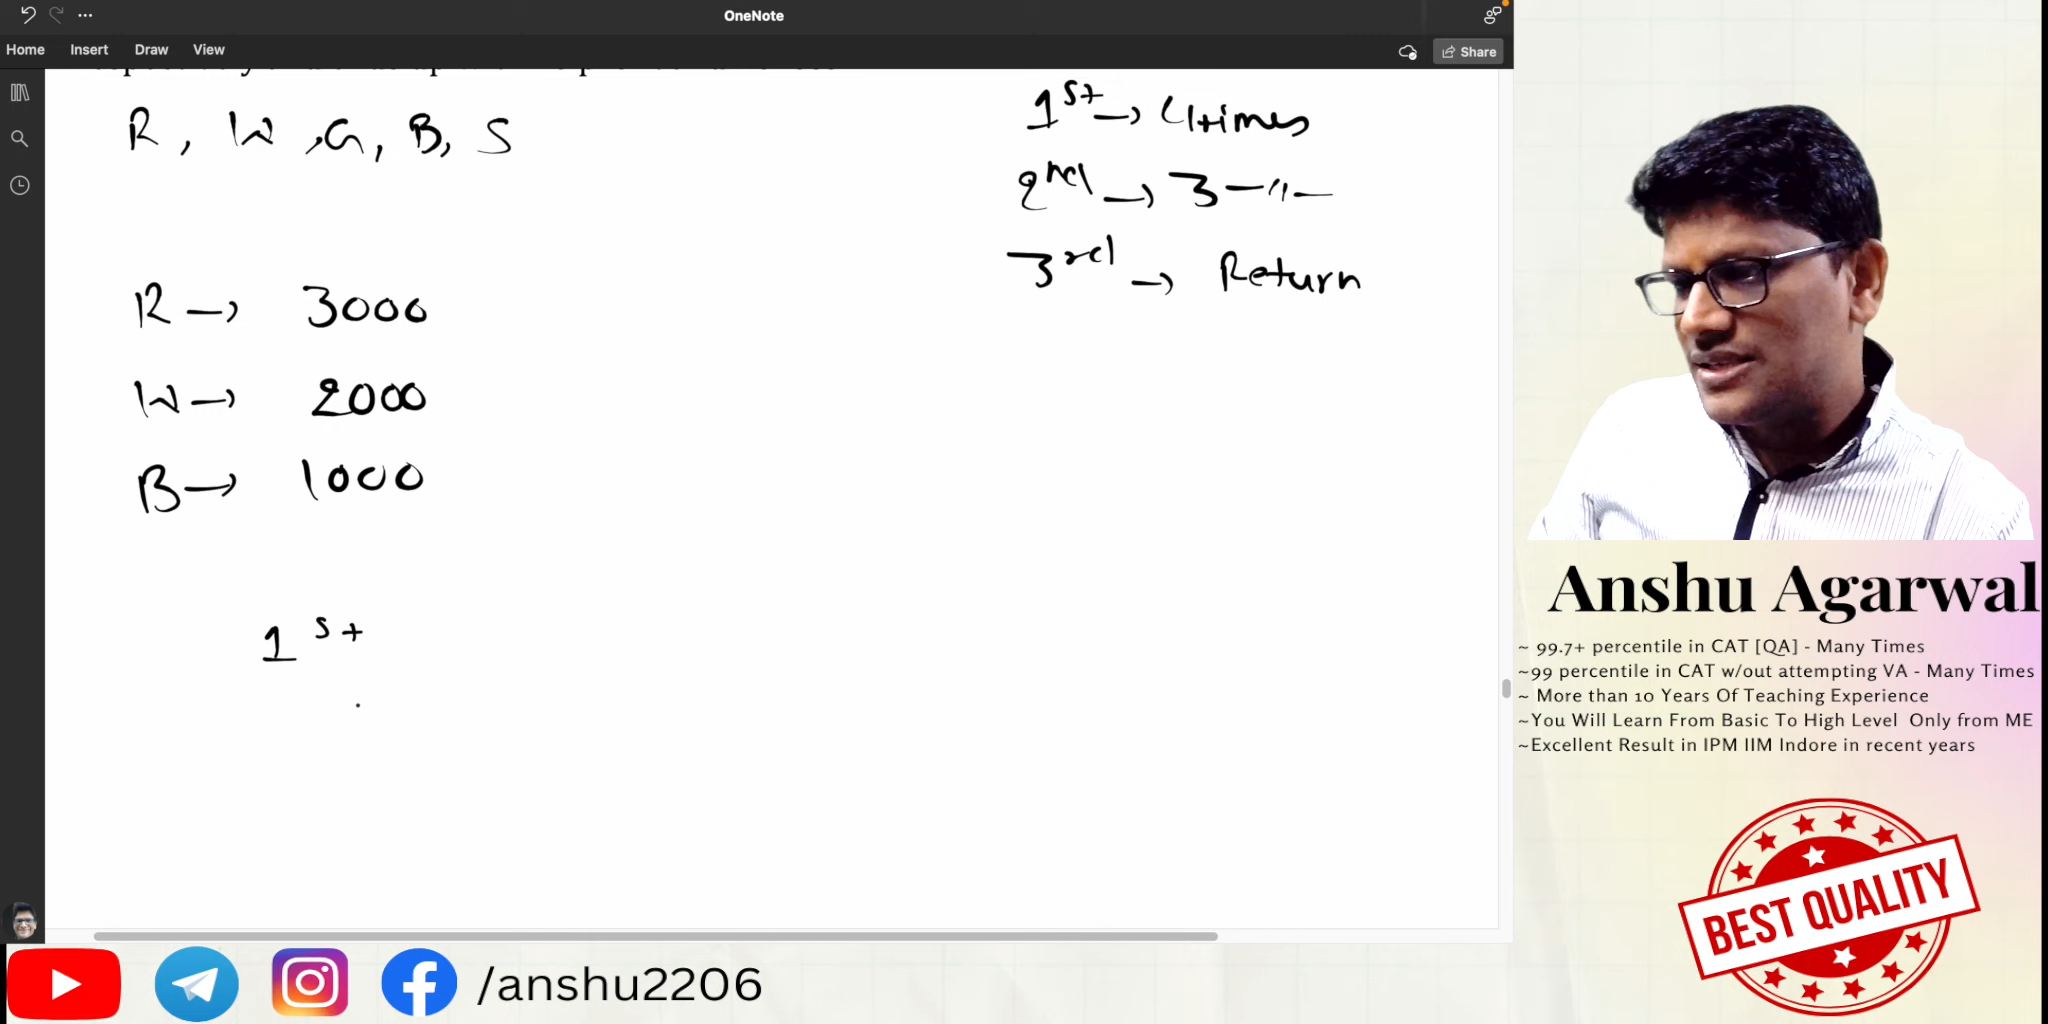 OneNote
Home Insert Draw View
Share
R, W, G, B, S
1st → 4 times
2nd → 3 —〃—
3rd → Return
R → 3000
W → 2000
B → 1000
1st
Anshu Agarwal
~ 99.7+ percentile in CAT [QA] - Many Times
~99 percentile in CAT w/out attempting VA - Many Times
~ More than 10 Years Of Teaching Experience
~You Will Learn From Basic To High Level Only from ME
~Excellent Result in IPM IIM Indore in recent years
BEST QUALITY
/anshu2206